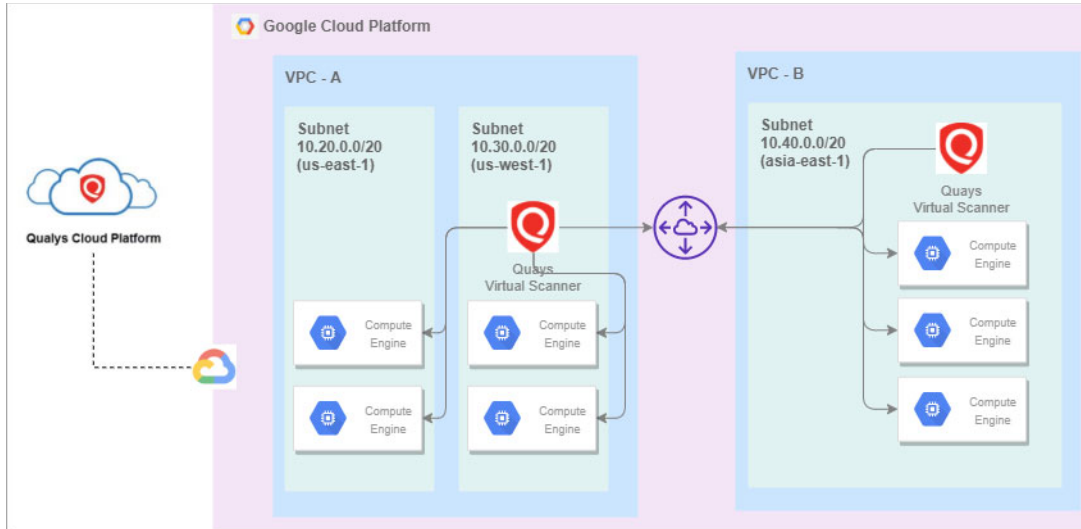 Google Cloud Platform
VPC - A
VPC - B
Subnet
10.20.0.0/20
(us-east-1)
Subnet
10.30.0.0/20
(us-west-1)
Subnet
10.40.0.0/20
(asia-east-1)
Qualys Cloud Platform
Quays
Virtual Scanner
Quays
Virtual Scanner
Compute
Engine
Compute
Engine
Compute
Engine
Compute
Engine
Compute
Engine
Compute
Engine
Compute
Engine